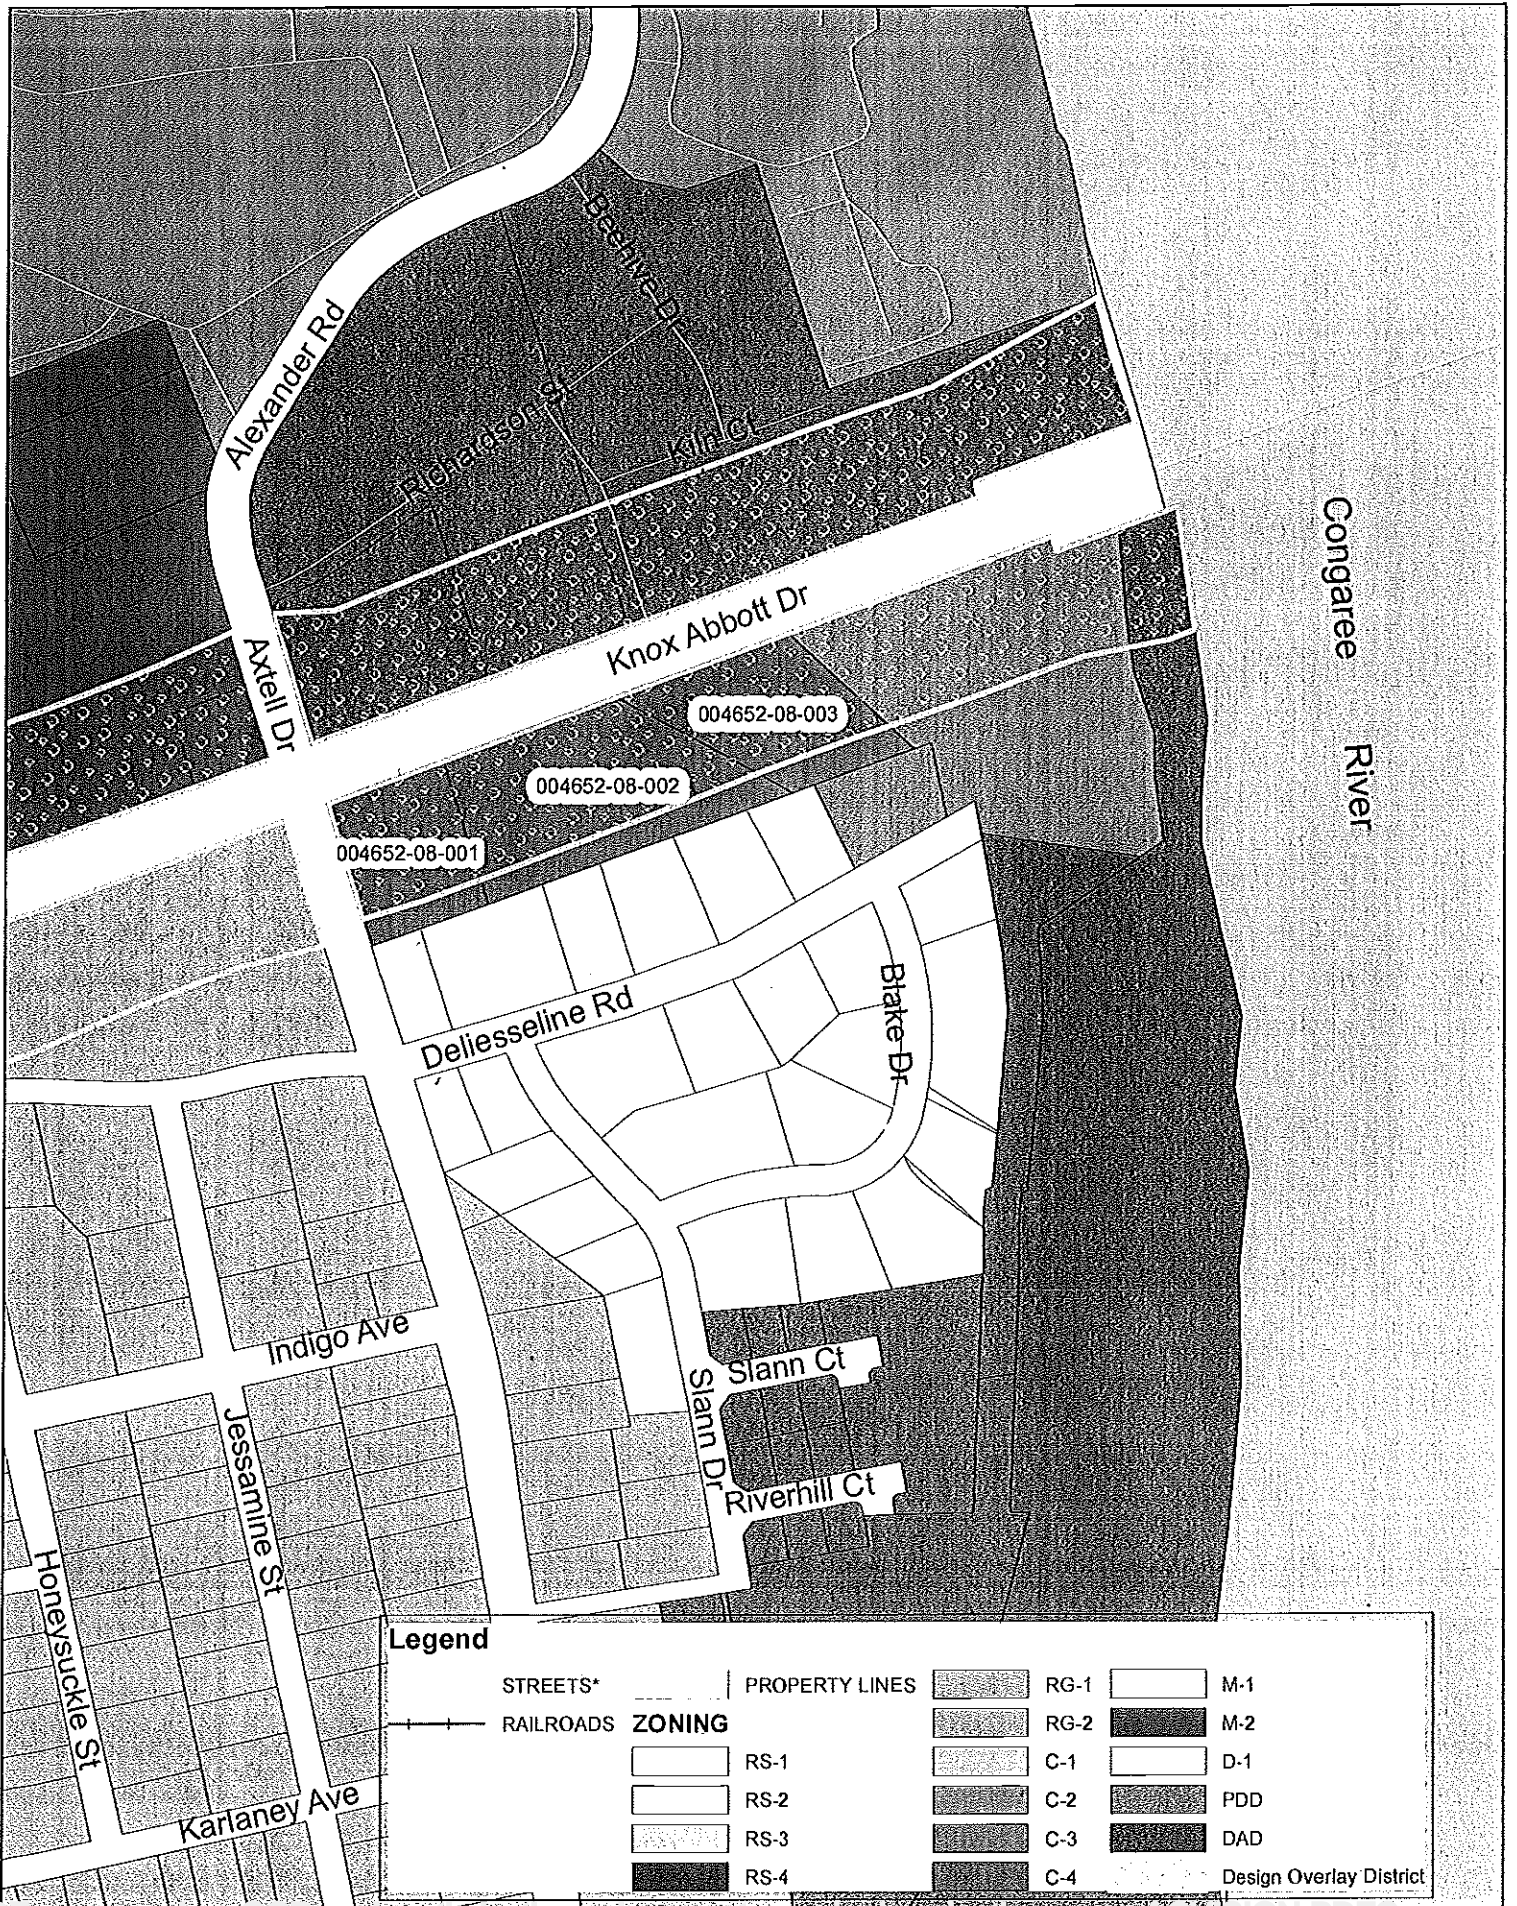 Beehive Dr
Alexander Rd
Richardson St
Kiln Ct
Congaree
River
Axtell Dr
Knox Abbott Dr
004652-08-003
004652-08-002
004652-08-001
Deliesseline Rd
Blake Dr
Indigo Ave
Slann Ct
Slann Dr
Jessamine St
Riverhill Ct
Honeysuckle St
Karlaney Ave
Legend
STREETS*
RAILROADS
PROPERTY LINES
ZONING
RS-1
RS-2
RS-3
RS-4
RG-1
RG-2
C-1
C-2
C-3
C-4
M-1
M-2
D-1
PDD
DAD
Design Overlay District